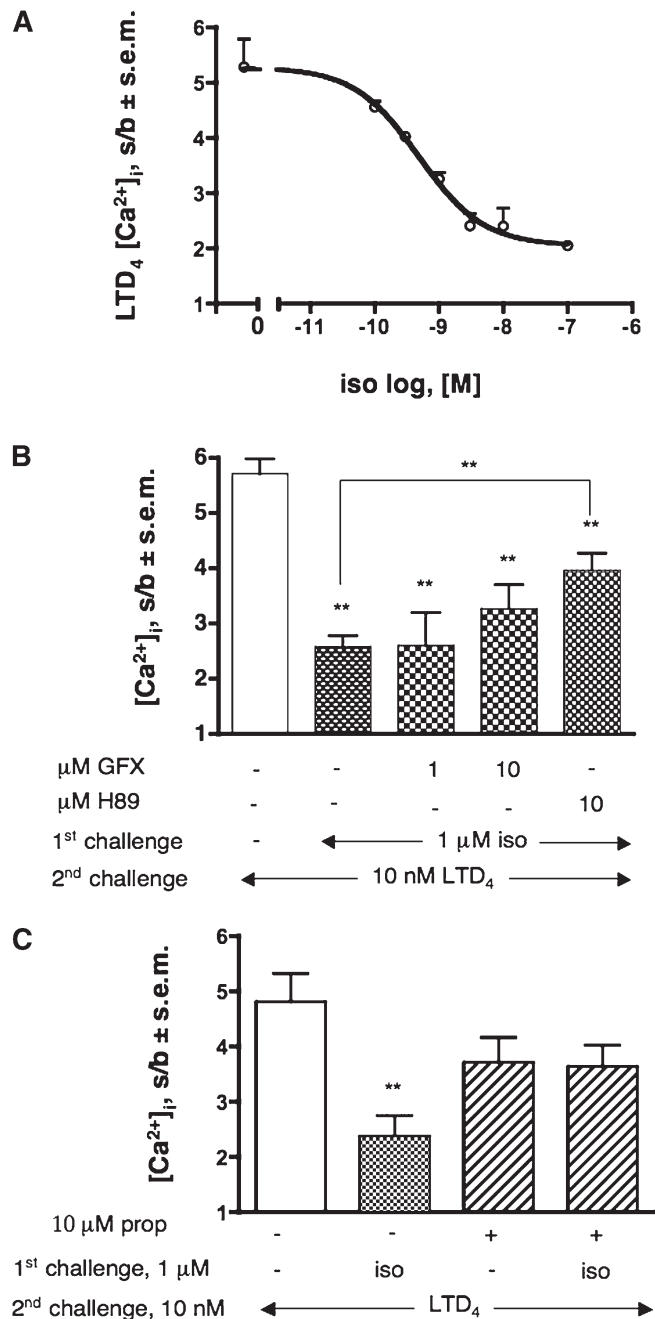 A
LTD₄ [Ca²⁺]ᵢ, s/b ± s.e.m.
6
5
4
3
2
1
0 -11 -10 -9 -8 -7 -6
iso log, [M]
B
[Ca²⁺]ᵢ, s/b ± s.e.m.
6
5
4
3
2
1
**
** ** ** **
μM GFX - - 1 10 -
μM H89 - - - - 10
1st challenge - 1 μM iso
2nd challenge 10 nM LTD₄
C
[Ca²⁺]ᵢ, s/b ± s.e.m.
6
5
4
3
2
1
**
10 μM prop - - + +
1st challenge, 1 μM - iso - iso
2nd challenge, 10 nM LTD₄